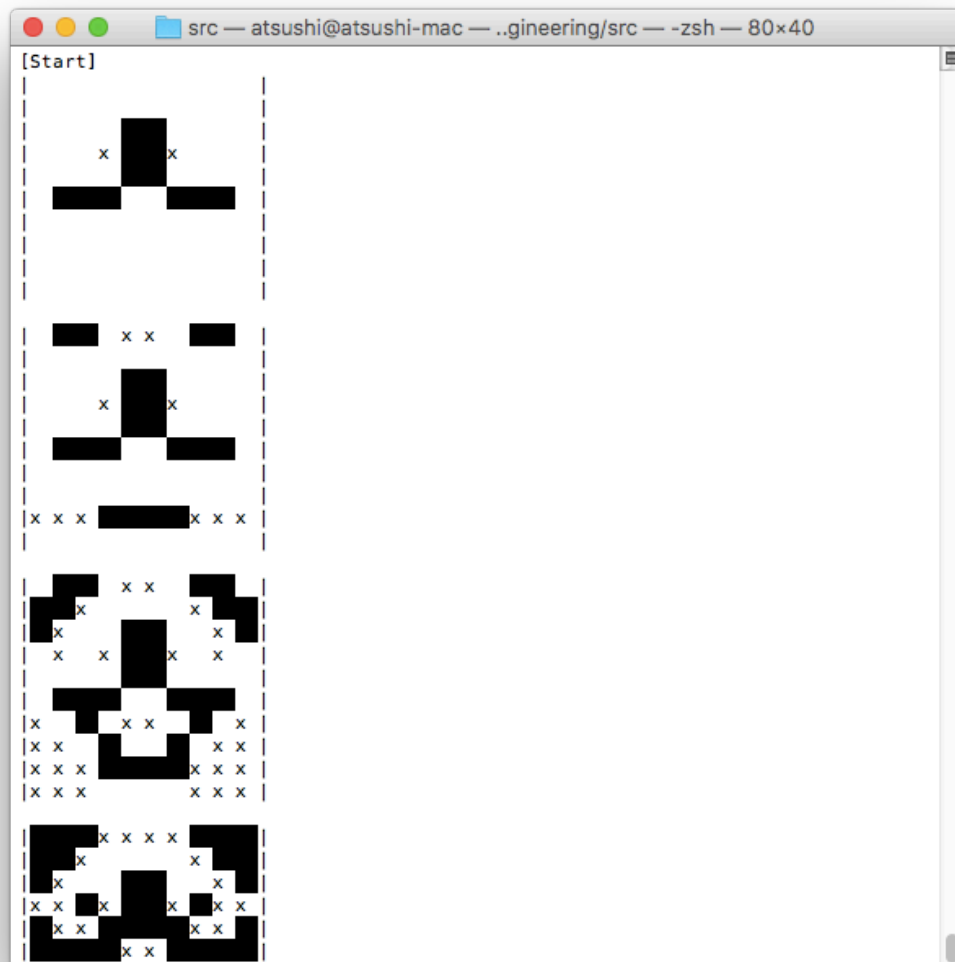 src — atsushi@atsushi-mac — ..gineering/src — -zsh — 80×40
[Start]
| |
| |
| |
| x x |
| |
| |
| |
| |
| |
| |
| x x |
| |
| |
| x x |
| |
| |
| |
| |
|x x x x x x |
| |
| x x |
| x x |
| x x |
| x x x x |
| |
| |
|x x x x |
|x x x x |
|x x x x x x |
|x x x x x x |
| x x x x |
| x x |
| x x |
|x x x x x x |
| x x x x |
| x x |